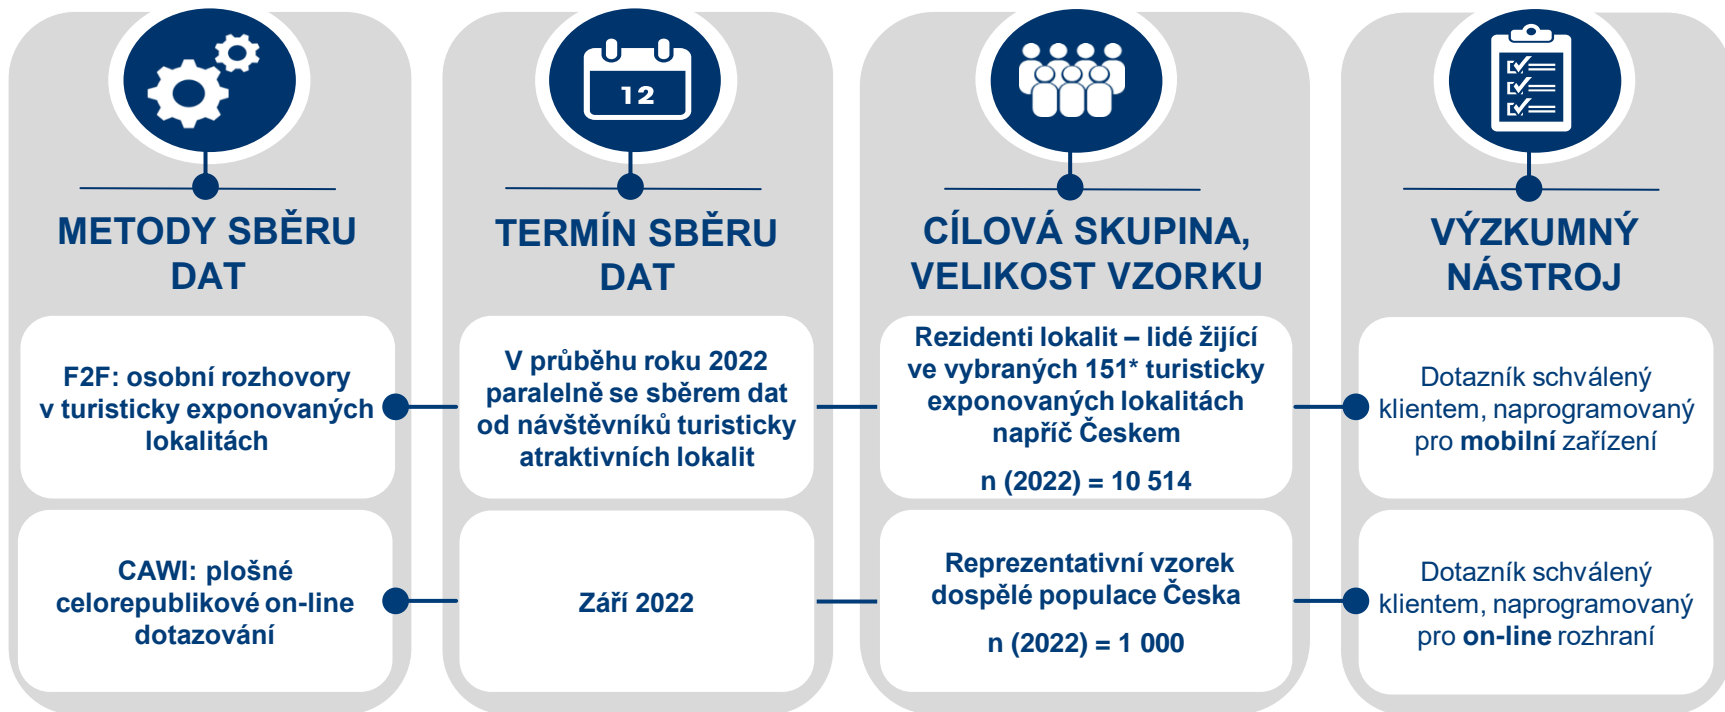 12
METODY SBĚRU
DAT
TERMÍN SBĚRU
DAT
CÍLOVÁ SKUPINA,
VELIKOST VZORKU
VÝZKUMNÝ
NÁSTROJ
F2F: osobní rozhovory
v turisticky exponovaných
lokalitách
V průběhu roku 2022
paralelně se sběrem dat
od návštěvníků turisticky
atraktivních lokalit
Rezidenti lokalit – lidé žijící
ve vybraných 151* turisticky
exponovaných lokalitách
napříč Českem
n (2022) = 10 514
Dotazník schválený
klientem, naprogramovaný
pro mobilní zařízení
CAWI: plošné
celorepublikové on-line
dotazování
Září 2022
Reprezentativní vzorek
dospělé populace Česka
n (2022) = 1 000
Dotazník schválený
klientem, naprogramovaný
pro on-line rozhraní